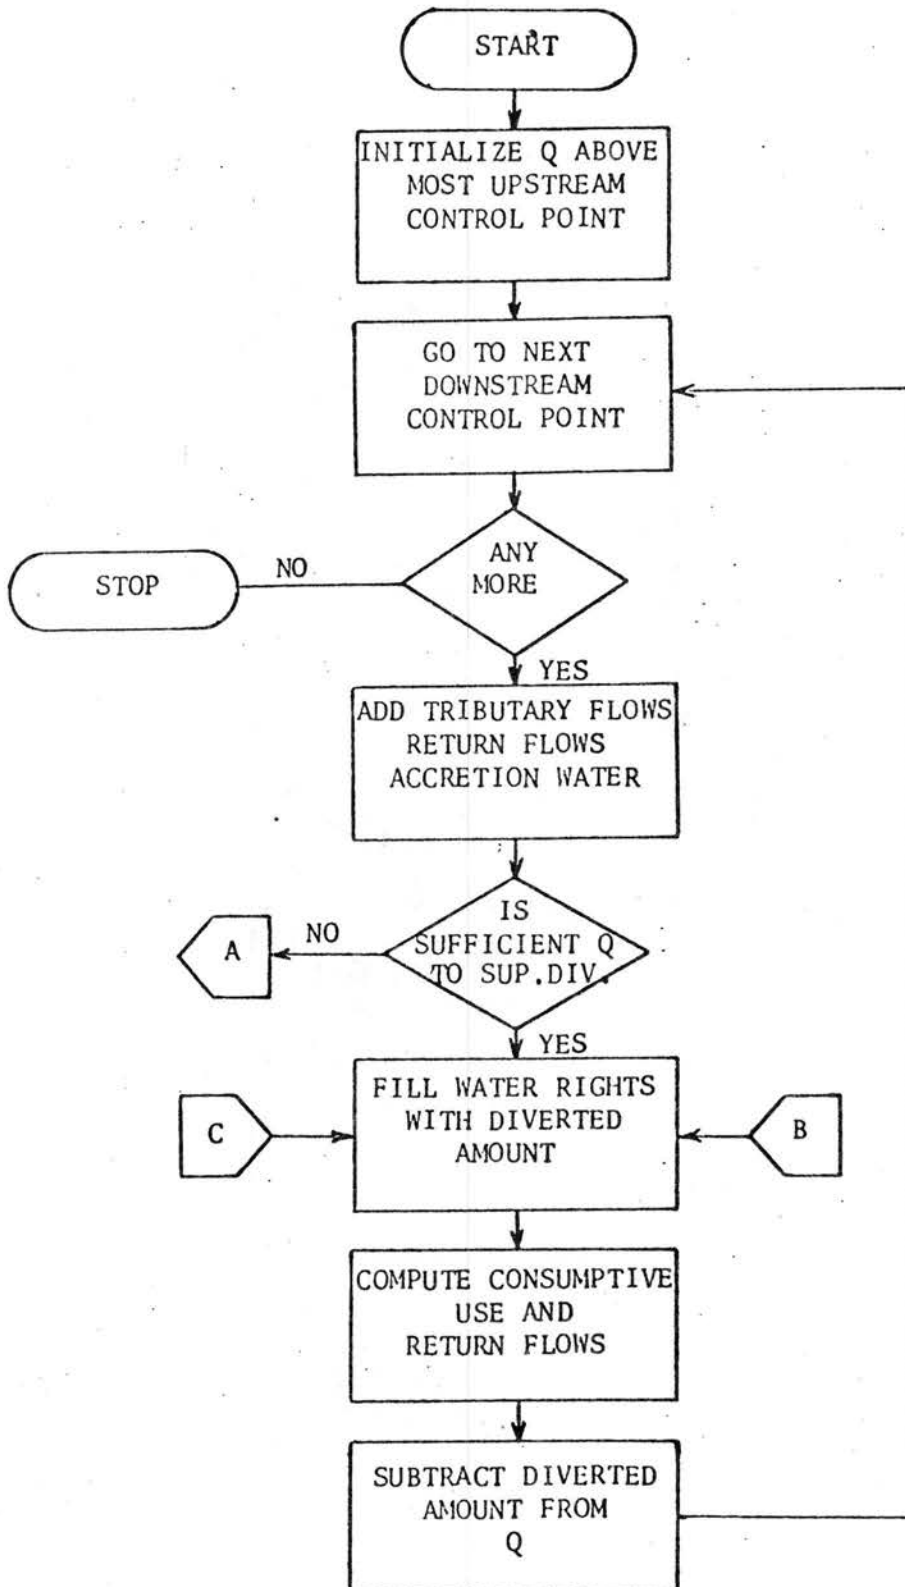 START
INITIALIZE Q ABOVE
MOST UPSTREAM
CONTROL POINT
GO TO NEXT
DOWNSTREAM
CONTROL POINT
ANY
MORE
NO
STOP
YES
ADD TRIBUTARY FLOWS
RETURN FLOWS
ACCRETION WATER
IS
SUFFICIENT Q
TO SUP.DIV.
NO
A
YES
FILL WATER RIGHTS
WITH DIVERTED
AMOUNT
C
B
COMPUTE CONSUMPTIVE
USE AND
RETURN FLOWS
SUBTRACT DIVERTED
AMOUNT FROM
Q